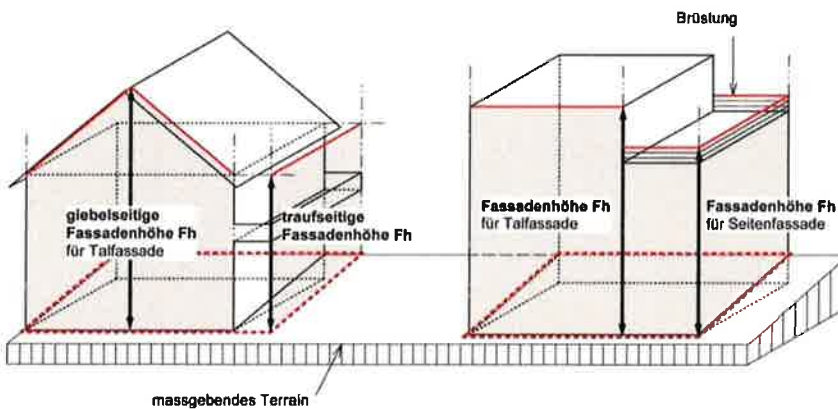 Brüstung
giebelseitige
Fassadenhöhe Fh
für Talfassade
traufseitige
Fassadenhöhe Fh
Fassadenhöhe Fh
für Talfassade
Fassadenhöhe Fh
für Seitenfassade
massgebendes Terrain